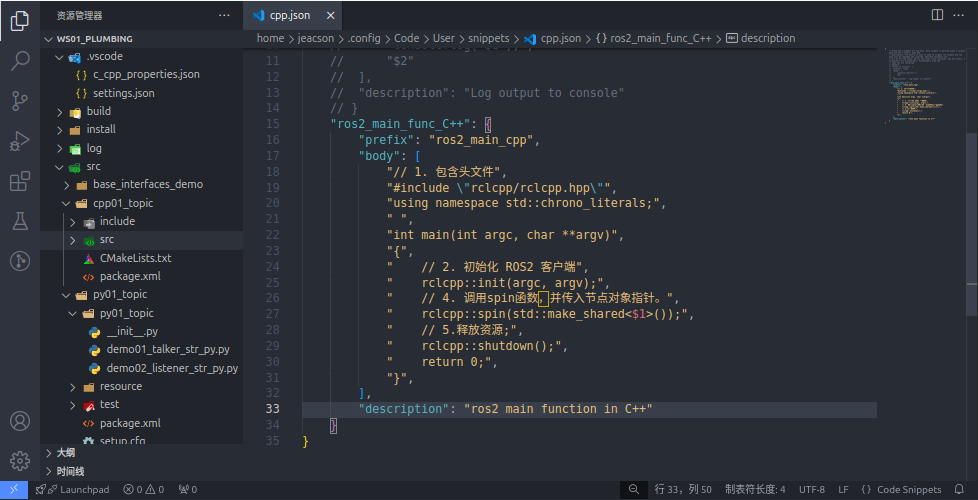 资源管理器
cpp.json
WS01_PLUMBING
.vscode
c_cpp_properties.json
settings.json
build
install
log
src
base_interfaces_demo
cpp01_topic
include
src
CMakeLists.txt
package.xml
py01_topic
py01_topic
__init__.py
demo01_talker_str_py.py
demo02_listener_str_py.py
resource
test
package.xml
setup.cfg
大纲
时间线
home > jeacson > .config > Code > User > snippets > cpp.json > {} ros2_main_func_C++ > description
11 // "$2"
12 // ],
13 // "description": "Log output to console"
14 // }
15 "ros2_main_func_C++": {
16 "prefix": "ros2_main_cpp",
17 "body": [
18 "// 1. 包含头文件",
19 "#include \"rclcpp/rclcpp.hpp\"",
20 "using namespace std::chrono_literals;",
21 " ",
22 "int main(int argc, char **argv)",
23 "{",
24 "    // 2. 初始化 ROS2 客户端",
25 "    rclcpp::init(argc, argv);",
26 "    // 4. 调用spin函数，并传入节点对象指针。",
27 "    rclcpp::spin(std::make_shared<$1>());",
28 "    // 5.释放资源;",
29 "    rclcpp::shutdown();",
30 "    return 0;",
31 "}",
32 ],
33 "description": "ros2 main function in C++"
34 }
35 }
Launchpad 0 0 0 行 33，列 50 制表符长度: 4 UTF-8 LF {} Code Snippets